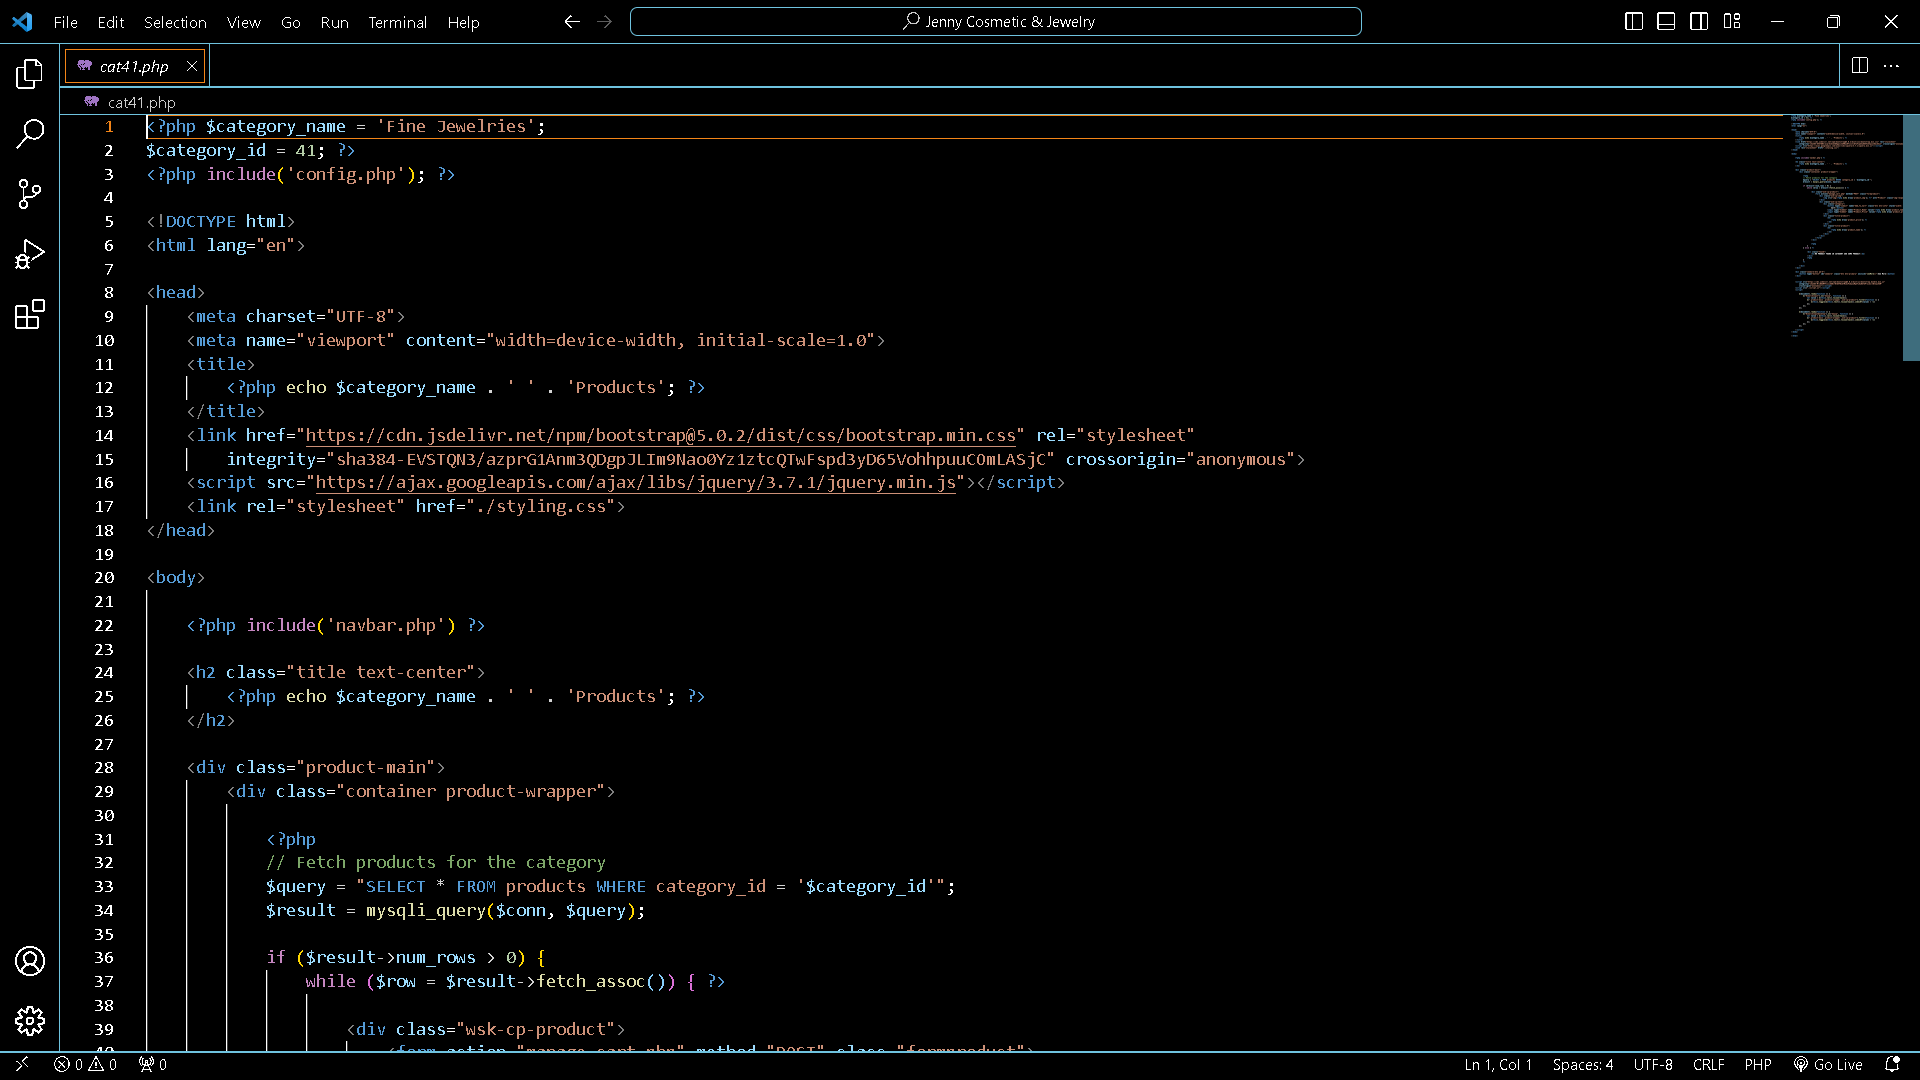 File Edit Selection View Go Run Terminal Help
Jenny Cosmetic & Jewelry
cat41.php
cat41.php
1 <?php $category_name = 'Fine Jewelries';
2 $category_id = 41; ?>
3 <?php include('config.php'); ?>
4
5 <!DOCTYPE html>
6 <html lang="en">
7
8 <head>
9 <meta charset="UTF-8">
10 <meta name="viewport" content="width=device-width, initial-scale=1.0">
11 <title>
12 <?php echo $category_name . ' ' . 'Products'; ?>
13 </title>
14 <link href="https://cdn.jsdelivr.net/npm/bootstrap@5.0.2/dist/css/bootstrap.min.css" rel="stylesheet"
15 integrity="sha384-EVSTQN3/azprG1Anm3QDgpJLIm9Nao0Yz1ztcQTwFspd3yD65VohhpuuCOmLASjC" crossorigin="anonymous">
16 <script src="https://ajax.googleapis.com/ajax/libs/jquery/3.7.1/jquery.min.js"></script>
17 <link rel="stylesheet" href="./styling.css">
18 </head>
19
20 <body>
21
22 <?php include('navbar.php') ?>
23
24 <h2 class="title text-center">
25 <?php echo $category_name . ' ' . 'Products'; ?>
26 </h2>
27
28 <div class="product-main">
29 <div class="container product-wrapper">
30
31 <?php
32 // Fetch products for the category
33 $query = "SELECT * FROM products WHERE category_id = '$category_id'";
34 $result = mysqli_query($conn, $query);
35
36 if ($result->num_rows > 0) {
37 while ($row = $result->fetch_assoc()) { ?>
38
39 <div class="wsk-cp-product">
40 <form action="manage_cart.php" method="POST" class="formproduct">
0 0 0
Ln 1, Col 1 Spaces: 4 UTF-8 CRLF PHP Go Live